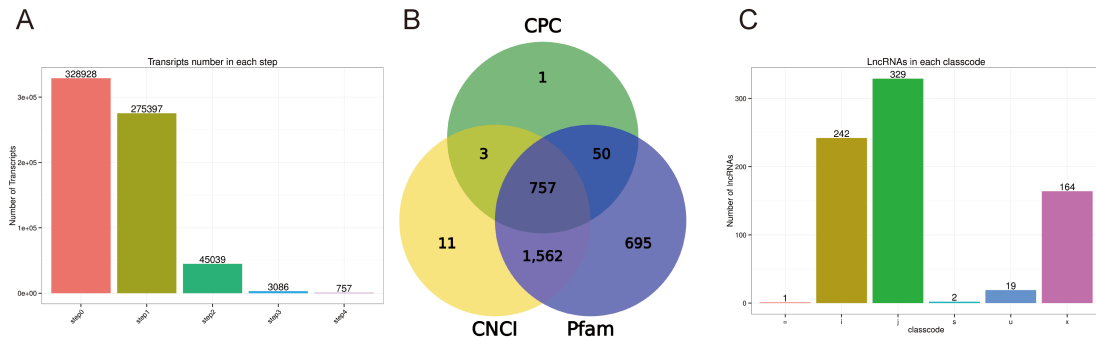 A
Transripts number in each step
Number of Transcripts
3e+05
2e+05
1e+05
0e+00
328928
275397
45039
3086
757
step0
step1
step2
step3
step4
B
CPC
1
3
50
757
11
1,562
695
CNCI
Pfam
C
LncRNAs in each classcode
Number of lncRNAs
300
200
100
0
1
242
329
2
19
164
=
i
j
s
u
x
classcode